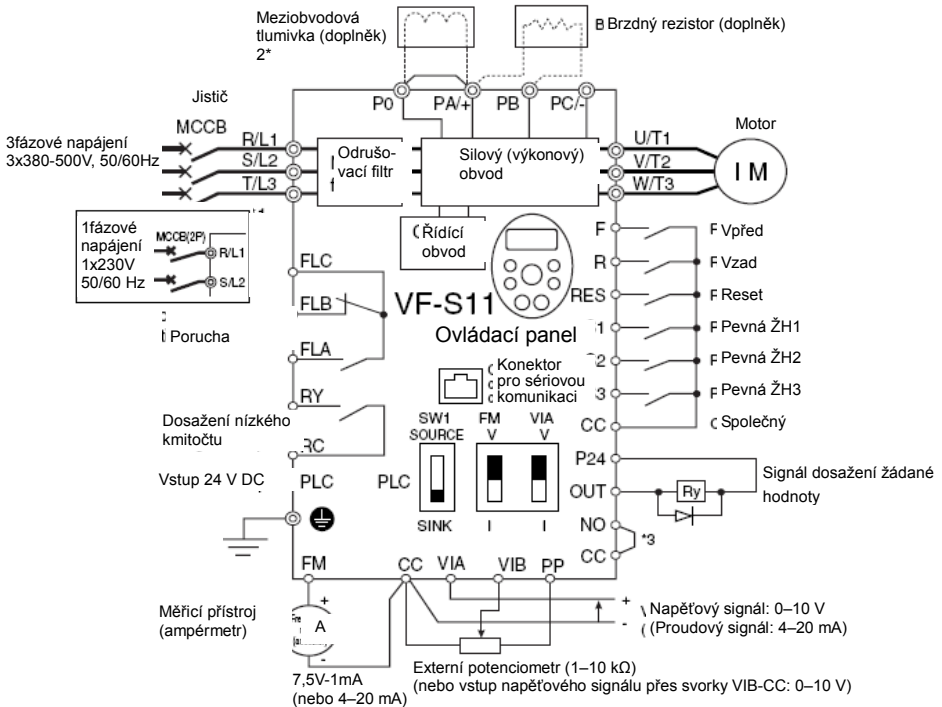 Meziobvodová
tlumivka (doplněk)
2*
Brzdný rezistor (doplněk)
P0 PA/+ PB PC/-
Jistič
MCCB
3fázové napájení
3x380-500V, 50/60Hz
R/L1
S/L2
T/L3
Odrušo-
vací filtr
Silový (výkonový)
obvod
U/T1
V/T2
W/T3
Motor
I M
1fázové
napájení
1x230V
50/60 Hz
MCCB(2P)
R/L1
S/L2
Řídící
obvod
F
Vpřed
R
Vzad
RES
Reset
Pevná ŽH1
Pevná ŽH2
Pevná ŽH3
CC
Společný
FLC
FLB
FLA
RY
RC
Porucha
VF-S11
Ovládací panel
Konektor
pro sériovou
komunikaci
Dosažení nízkého
kmitočtu
Vstup 24 V DC
PLC
PLC
SW1
SOURCE
SINK
FM
V
I
VIA
V
I
P24
OUT
Ry
Signál dosažení žádané
hodnoty
NO
CC
*3
FM CC VIA VIB PP
Měřicí přístroj
(ampérmetr)
+
A
-
7,5V-1mA
(nebo 4–20 mA)
+
-
Napěťový signál: 0–10 V
(Proudový signál: 4–20 mA)
Externí potenciometr (1–10 kΩ)
(nebo vstup napěťového signálu přes svorky VIB-CC: 0–10 V)